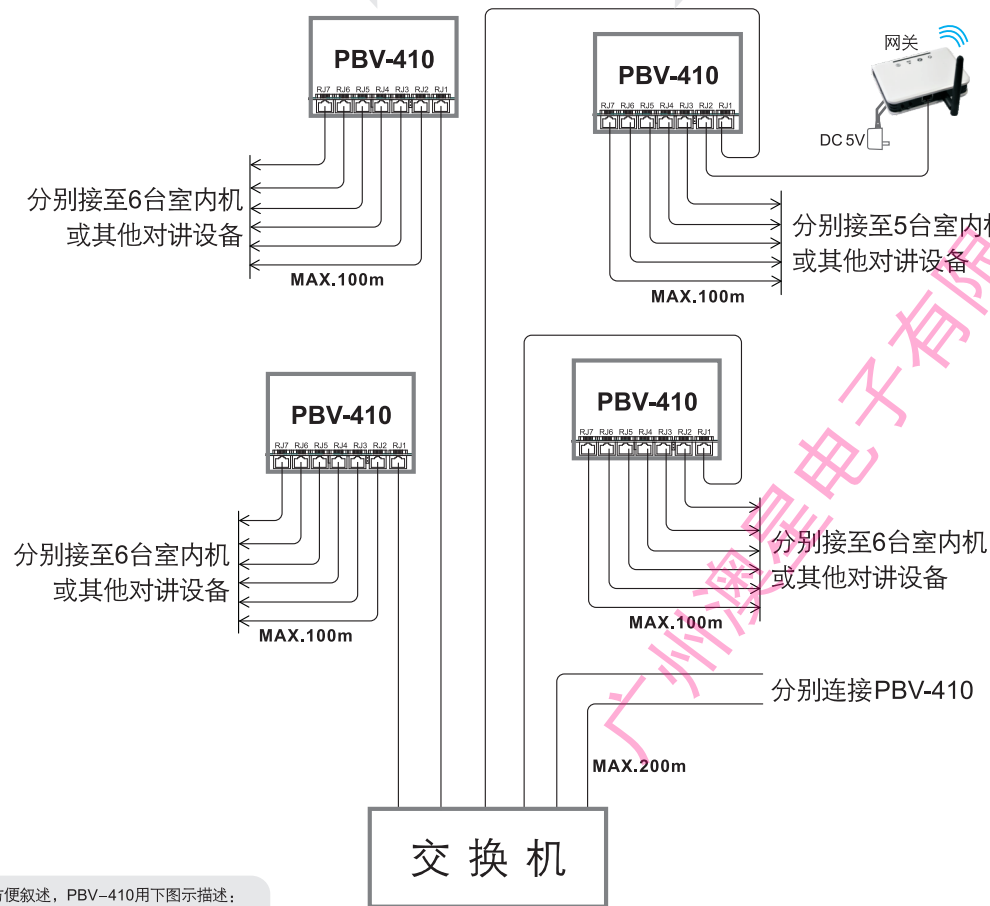 PBV-410
RJ7 RJ6 RJ5 RJ4 RJ3 RJ2 RJ1
分别接至6台室内机
或其他对讲设备
MAX.100m
PBV-410
RJ7 RJ6 RJ5 RJ4 RJ3 RJ2 RJ1
网关
DC 5V
分别接至5台室内机
或其他对讲设备
MAX.100m
PBV-410
RJ7 RJ6 RJ5 RJ4 RJ3 RJ2 RJ1
分别接至6台室内机
或其他对讲设备
MAX.100m
PBV-410
RJ7 RJ6 RJ5 RJ4 RJ3 RJ2 RJ1
分别接至6台室内机
或其他对讲设备
MAX.100m
分别连接PBV-410
MAX.200m
交换机
方便叙述，PBV-410用下图示描述：
广州澳星电子有限